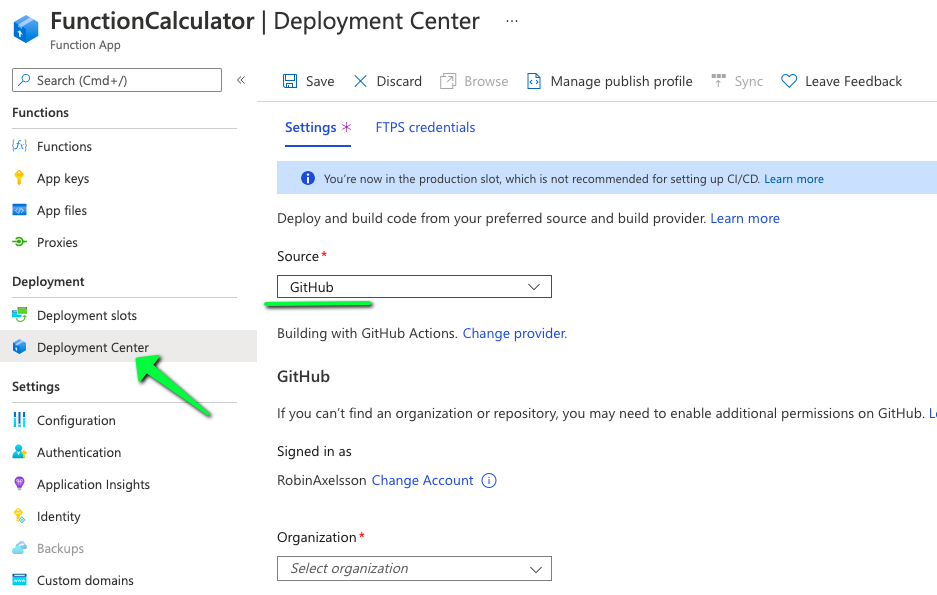 FunctionCalculator | Deployment Center ...
Function App
Search (Cmd+/)
«
Functions
Functions
App keys
App files
Proxies
Deployment
Deployment slots
Deployment Center
Settings
Configuration
Authentication
Application Insights
Identity
Backups
Custom domains
Save Discard Browse Manage publish profile Sync Leave Feedback
Settings * FTPS credentials
You're now in the production slot, which is not recommended for setting up CI/CD. Learn more
Deploy and build code from your preferred source and build provider. Learn more
Source*
GitHub
Building with GitHub Actions. Change provider.
GitHub
If you can't find an organization or repository, you may need to enable additional permissions on GitHub.
Signed in as
RobinAxelsson Change Account
Organization*
Select organization